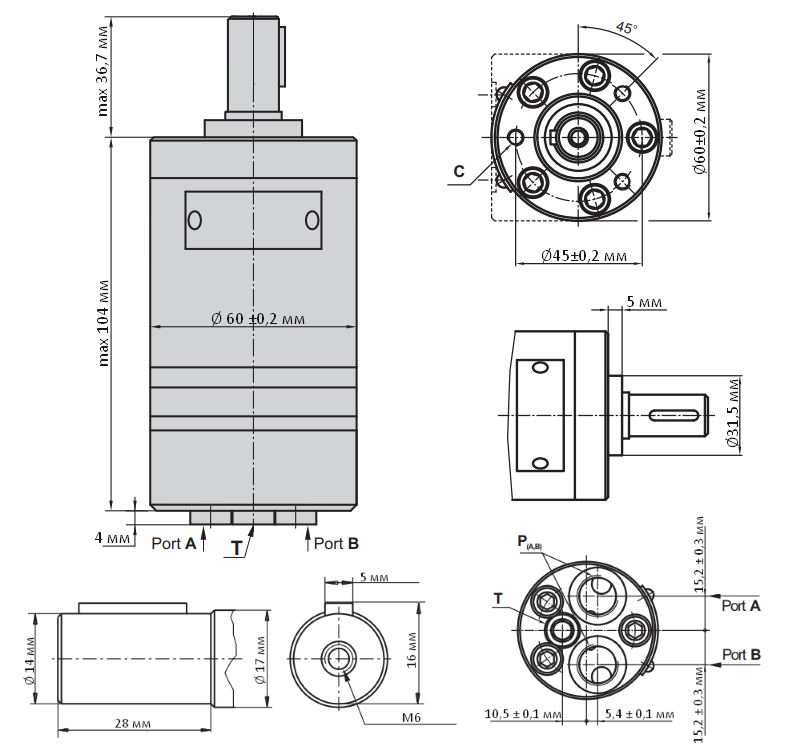 max 36,7 мм
max 104 мм
Ø 60 ±0,2 мм
4 мм
Port A
T
Port B
45°
C
Ø60±0,2 мм
Ø45±0,2 мм
5 мм
Ø31,5 мм
Ø 14 мм
28 мм
Ø 17 мм
5 мм
16 мм
M6
P(A,B)
T
15,2 ± 0,3 мм
Port A
Port B
15,2 ± 0,3 мм
10,5 ± 0,1 мм
5,4 ± 0,1 мм